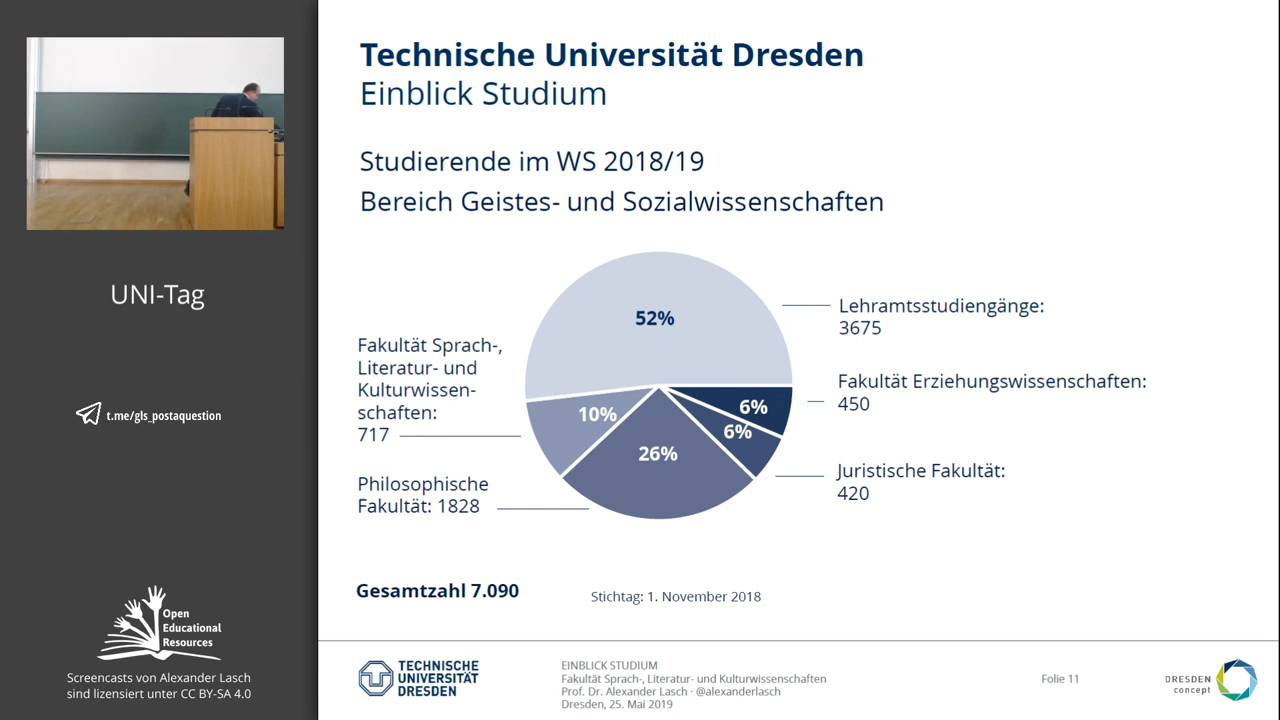 Technische Universität Dresden
Einblick Studium
Studierende im WS 2018/19
Bereich Geistes- und Sozialwissenschaften
UNI-Tag
t.me/gls_postaquestion
Open
Educational
Resources
Screencasts von Alexander Lasch
sind lizensiert unter CC BY-SA 4.0
52%
10%
26%
6%
6%
Fakultät Sprach-,
Literatur- und
Kulturwissen-
schaften:
717
Philosophische
Fakultät: 1828
Lehramtsstudiengänge:
3675
Fakultät Erziehungswissenschaften:
450
Juristische Fakultät:
420
Gesamtzahl 7.090
Stichtag: 1. November 2018
TECHNISCHE
UNIVERSITÄT
DRESDEN
EINBLICK STUDIUM
Fakultät Sprach-, Literatur- und Kulturwissenschaften
Prof. Dr. Alexander Lasch · @alexanderlasch
Dresden, 25. Mai 2019
Folie 11
DRESDEN
concept